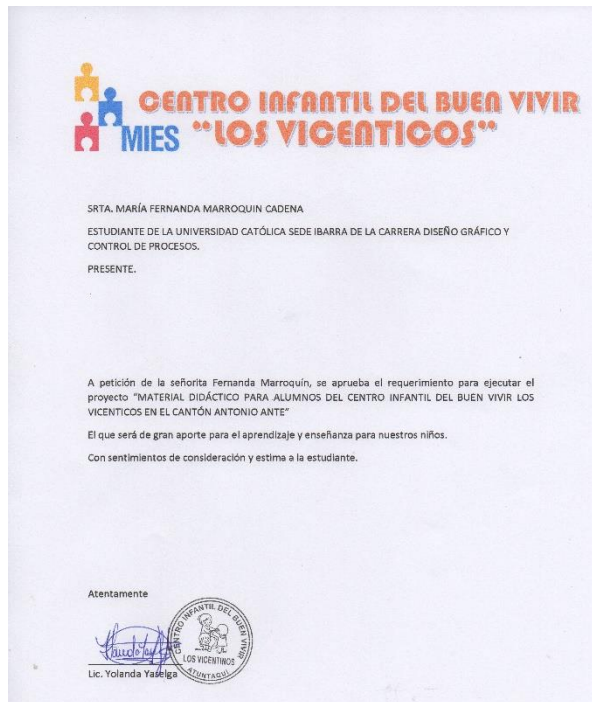 CENTRO INFANTIL DEL BUEN VIVIR
MIES "LOS VICENTICOS"
SRTA. MARÍA FERNANDA MARROQUIN CADENA
ESTUDIANTE DE LA UNIVERSIDAD CATÓLICA SEDE IBARRA DE LA CARRERA DISEÑO GRÁFICO Y
CONTROL DE PROCESOS.
PRESENTE.
A petición de la señorita Fernanda Marroquín, se aprueba el requerimiento para ejecutar el
proyecto "MATERIAL DIDÁCTICO PARA ALUMNOS DEL CENTRO INFANTIL DEL BUEN VIVIR LOS
VICENTICOS EN EL CANTÓN ANTONIO ANTE"
El que será de gran aporte para el aprendizaje y enseñanza para nuestros niños.
Con sentimientos de consideración y estima a la estudiante.
Atentamente
CENTRO INFANTIL DEL BUEN VIVIR
LOS VICENTINOS
ATUNTAQUI
Lic. Yolanda Yaselga